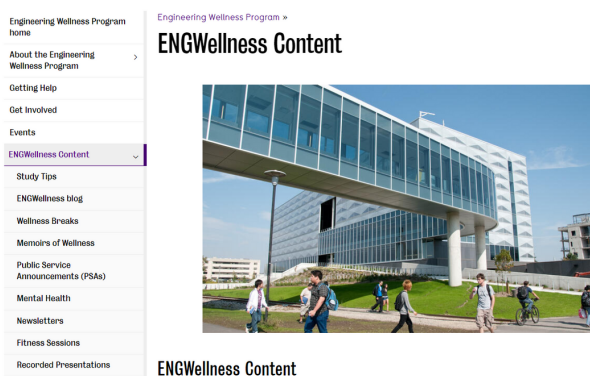 Engineering Wellness Program
home
About the Engineering
Wellness Program
Getting Help
Get Involved
Events
ENGWellness Content
Study Tips
ENGWellness blog
Wellness Breaks
Memoirs of Wellness
Public Service
Announcements (PSAs)
Mental Health
Newsletters
Fitness Sessions
Recorded Presentations
Engineering Wellness Program »
ENGWellness Content
ENGWellness Content